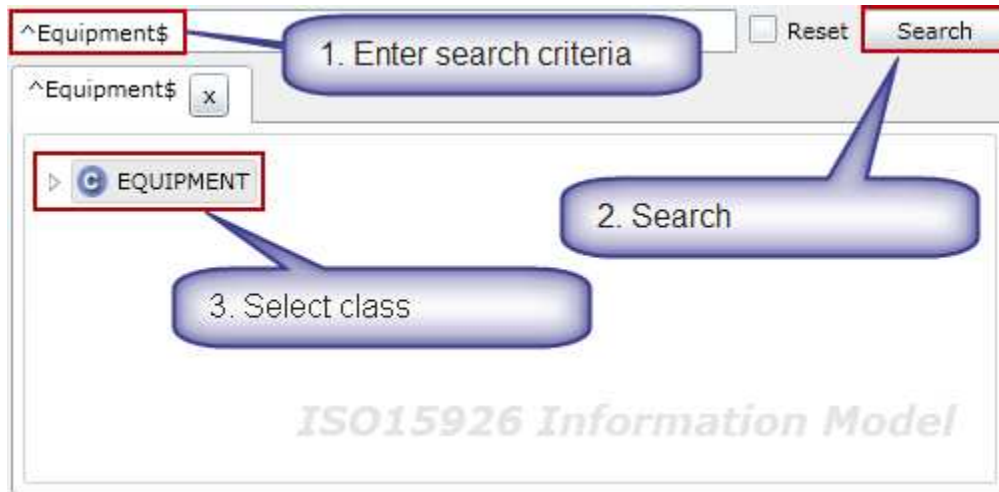 ^Equipment$
1. Enter search criteria
Reset
Search
^Equipment$ x
C EQUIPMENT
2. Search
3. Select class
ISO15926 Information Model